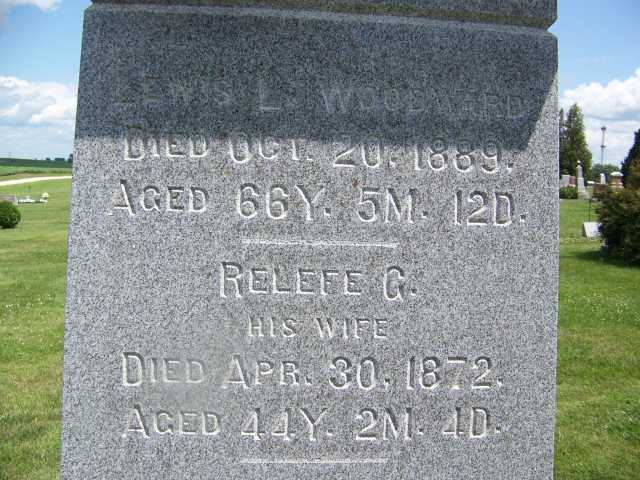 LEWIS L. WOODWARD
DIED OCT. 20. 1889.
AGED 66Y. 5M. 12D.
RELEFE G.
HIS WIFE
DIED APR. 30. 1872.
AGED 44Y. 2M. 4D.